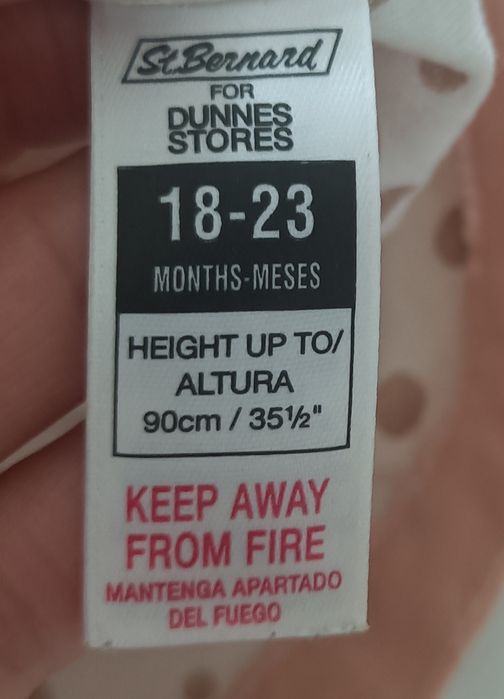 St.Bernard
FOR
DUNNES
STORES
18-23
MONTHS-MESES
HEIGHT UP TO/
ALTURA
90cm / 35½"
KEEP AWAY
FROM FIRE
MANTENGA APARTADO
DEL FUEGO